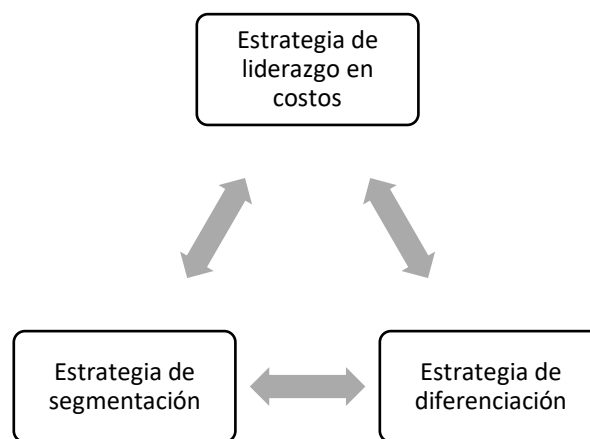 Estrategia de
liderazgo en
costos
Estrategia de
segmentación
Estrategia de
diferenciación